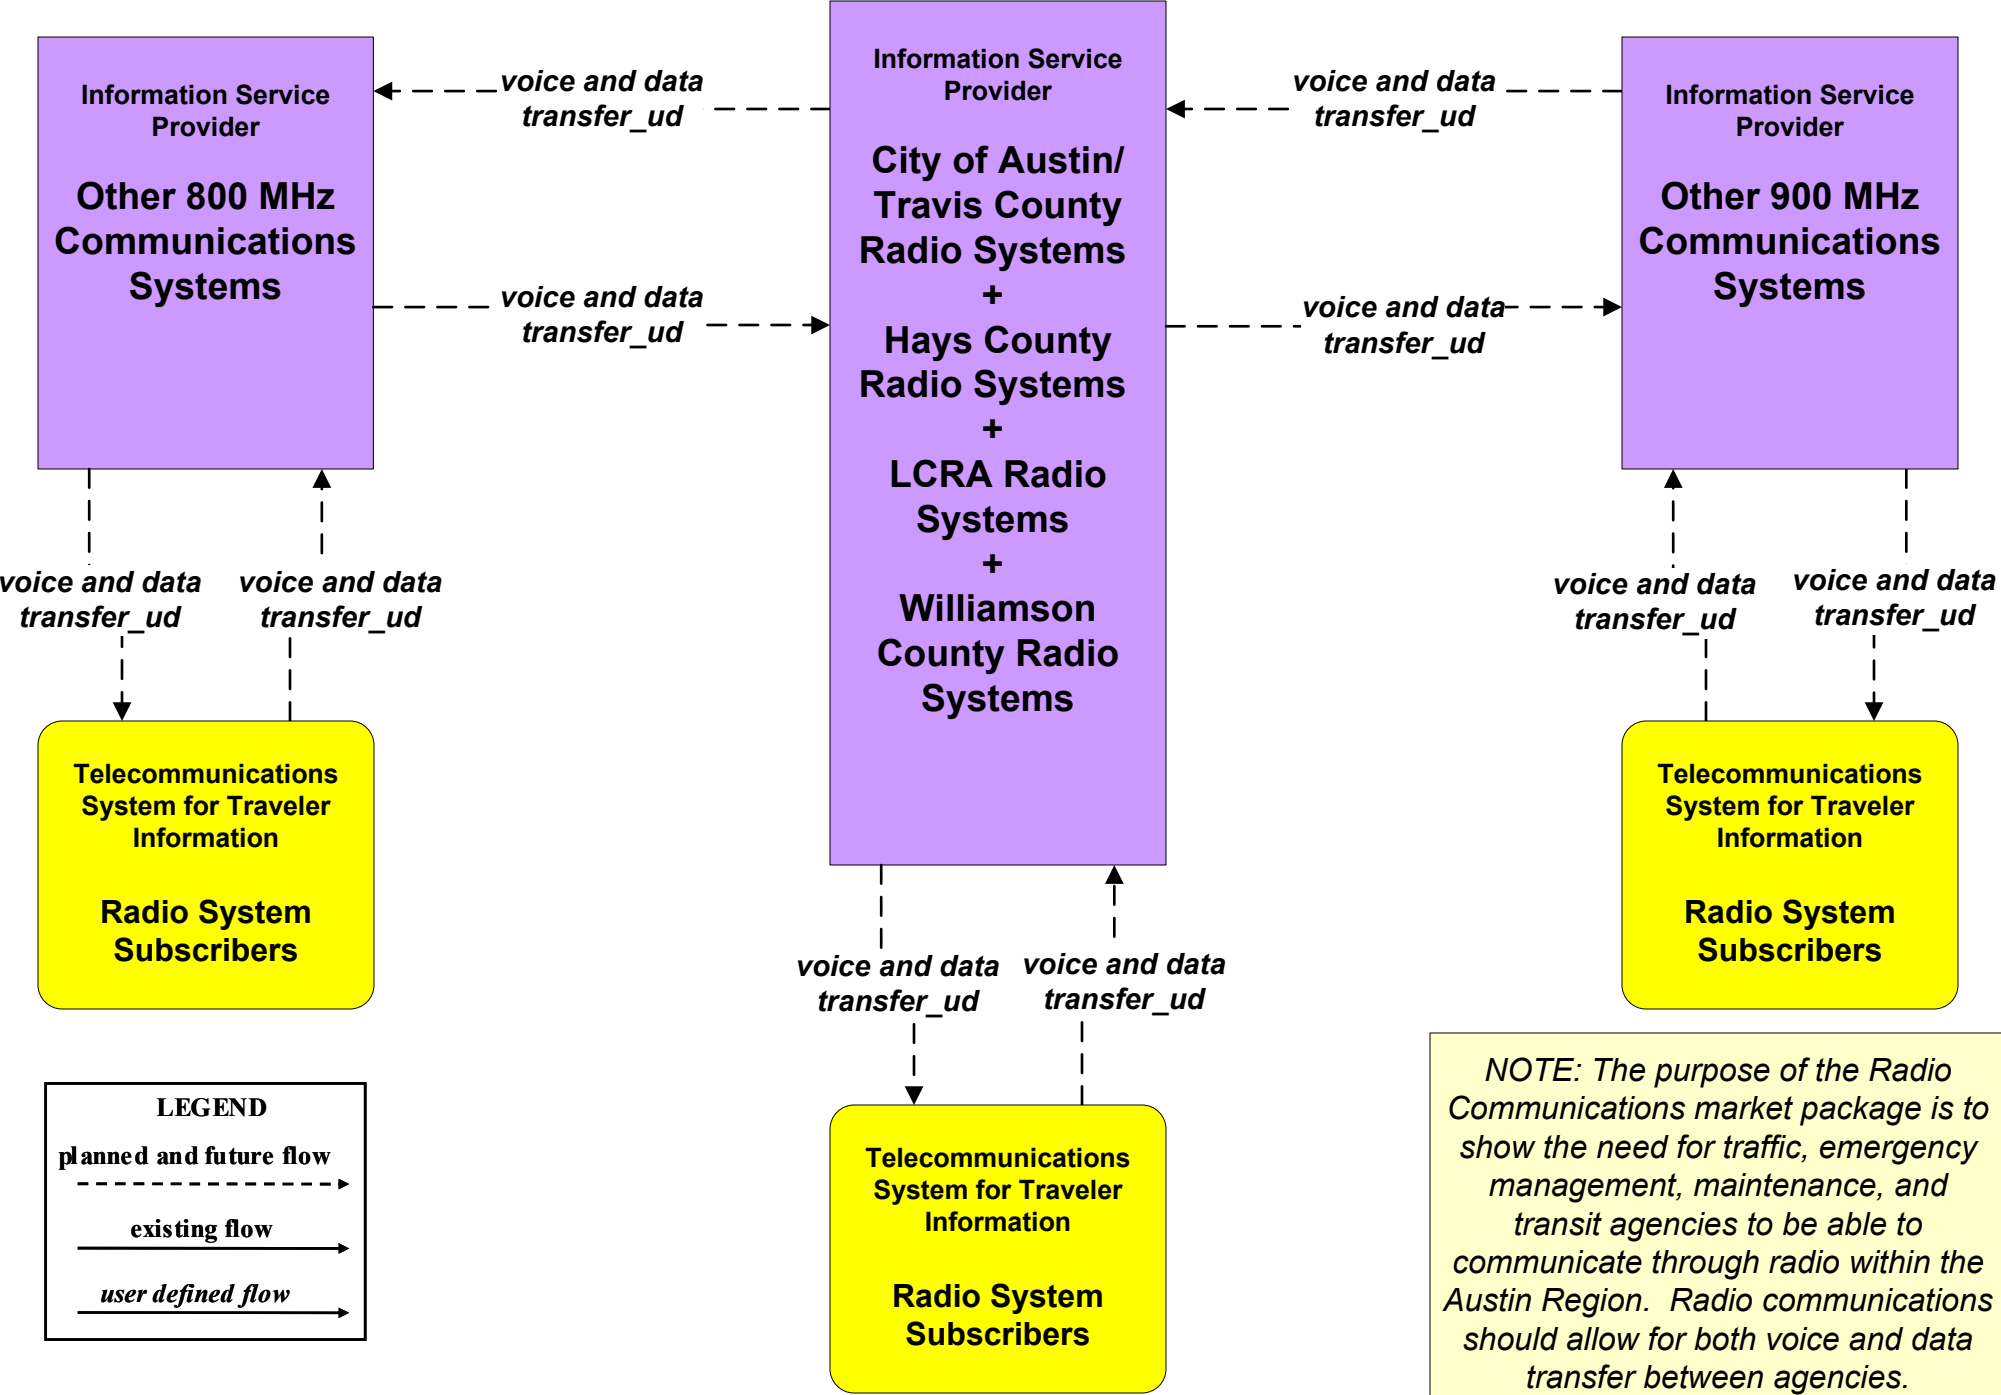 Information Service
Provider
Other 800 MHz
Communications
Systems
voice and data
transfer_ud
voice and data
transfer_ud
Information Service
Provider
City of Austin/
Travis County
Radio Systems
+
Hays County
Radio Systems
+
LCRA Radio
Systems
+
Williamson
County Radio
Systems
voice and data
transfer_ud
voice and data
transfer_ud
Information Service
Provider
Other 900 MHz
Communications
Systems
voice and data
transfer_ud
voice and data
transfer_ud
voice and data
transfer_ud
voice and data
transfer_ud
Telecommunications
System for Traveler
Information
Radio System
Subscribers
voice and data
transfer_ud
voice and data
transfer_ud
Telecommunications
System for Traveler
Information
Radio System
Subscribers
Telecommunications
System for Traveler
Information
Radio System
Subscribers
LEGEND
planned and future flow
existing flow
user defined flow
NOTE: The purpose of the Radio
Communications market package is to
show the need for traffic, emergency
management, maintenance, and
transit agencies to be able to
communicate through radio within the
Austin Region.  Radio communications
should allow for both voice and data
transfer between agencies.